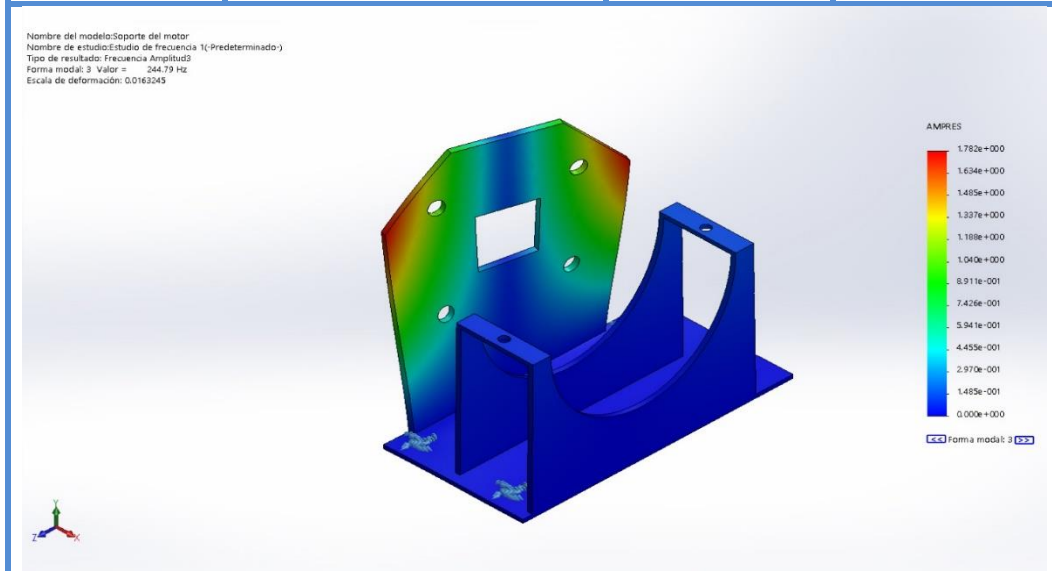 Nombre del modelo:Soporte del motor
Nombre de estudio:Estudio de frecuencia 1(-Predeterminado-)
Tipo de resultado: Frecuencia Amplitud3
Forma modal: 3 Valor = 244.79 Hz
Escala de deformación: 0.0163245
AMPRES
1.782e+000
1.634e+000
1.485e+000
1.337e+000
1.188e+000
1.040e+000
8.911e-001
7.426e-001
5.941e-001
4.455e-001
2.970e-001
1.485e-001
0.000e+000
<< Forma modal: 3 >>
Y
Z
X